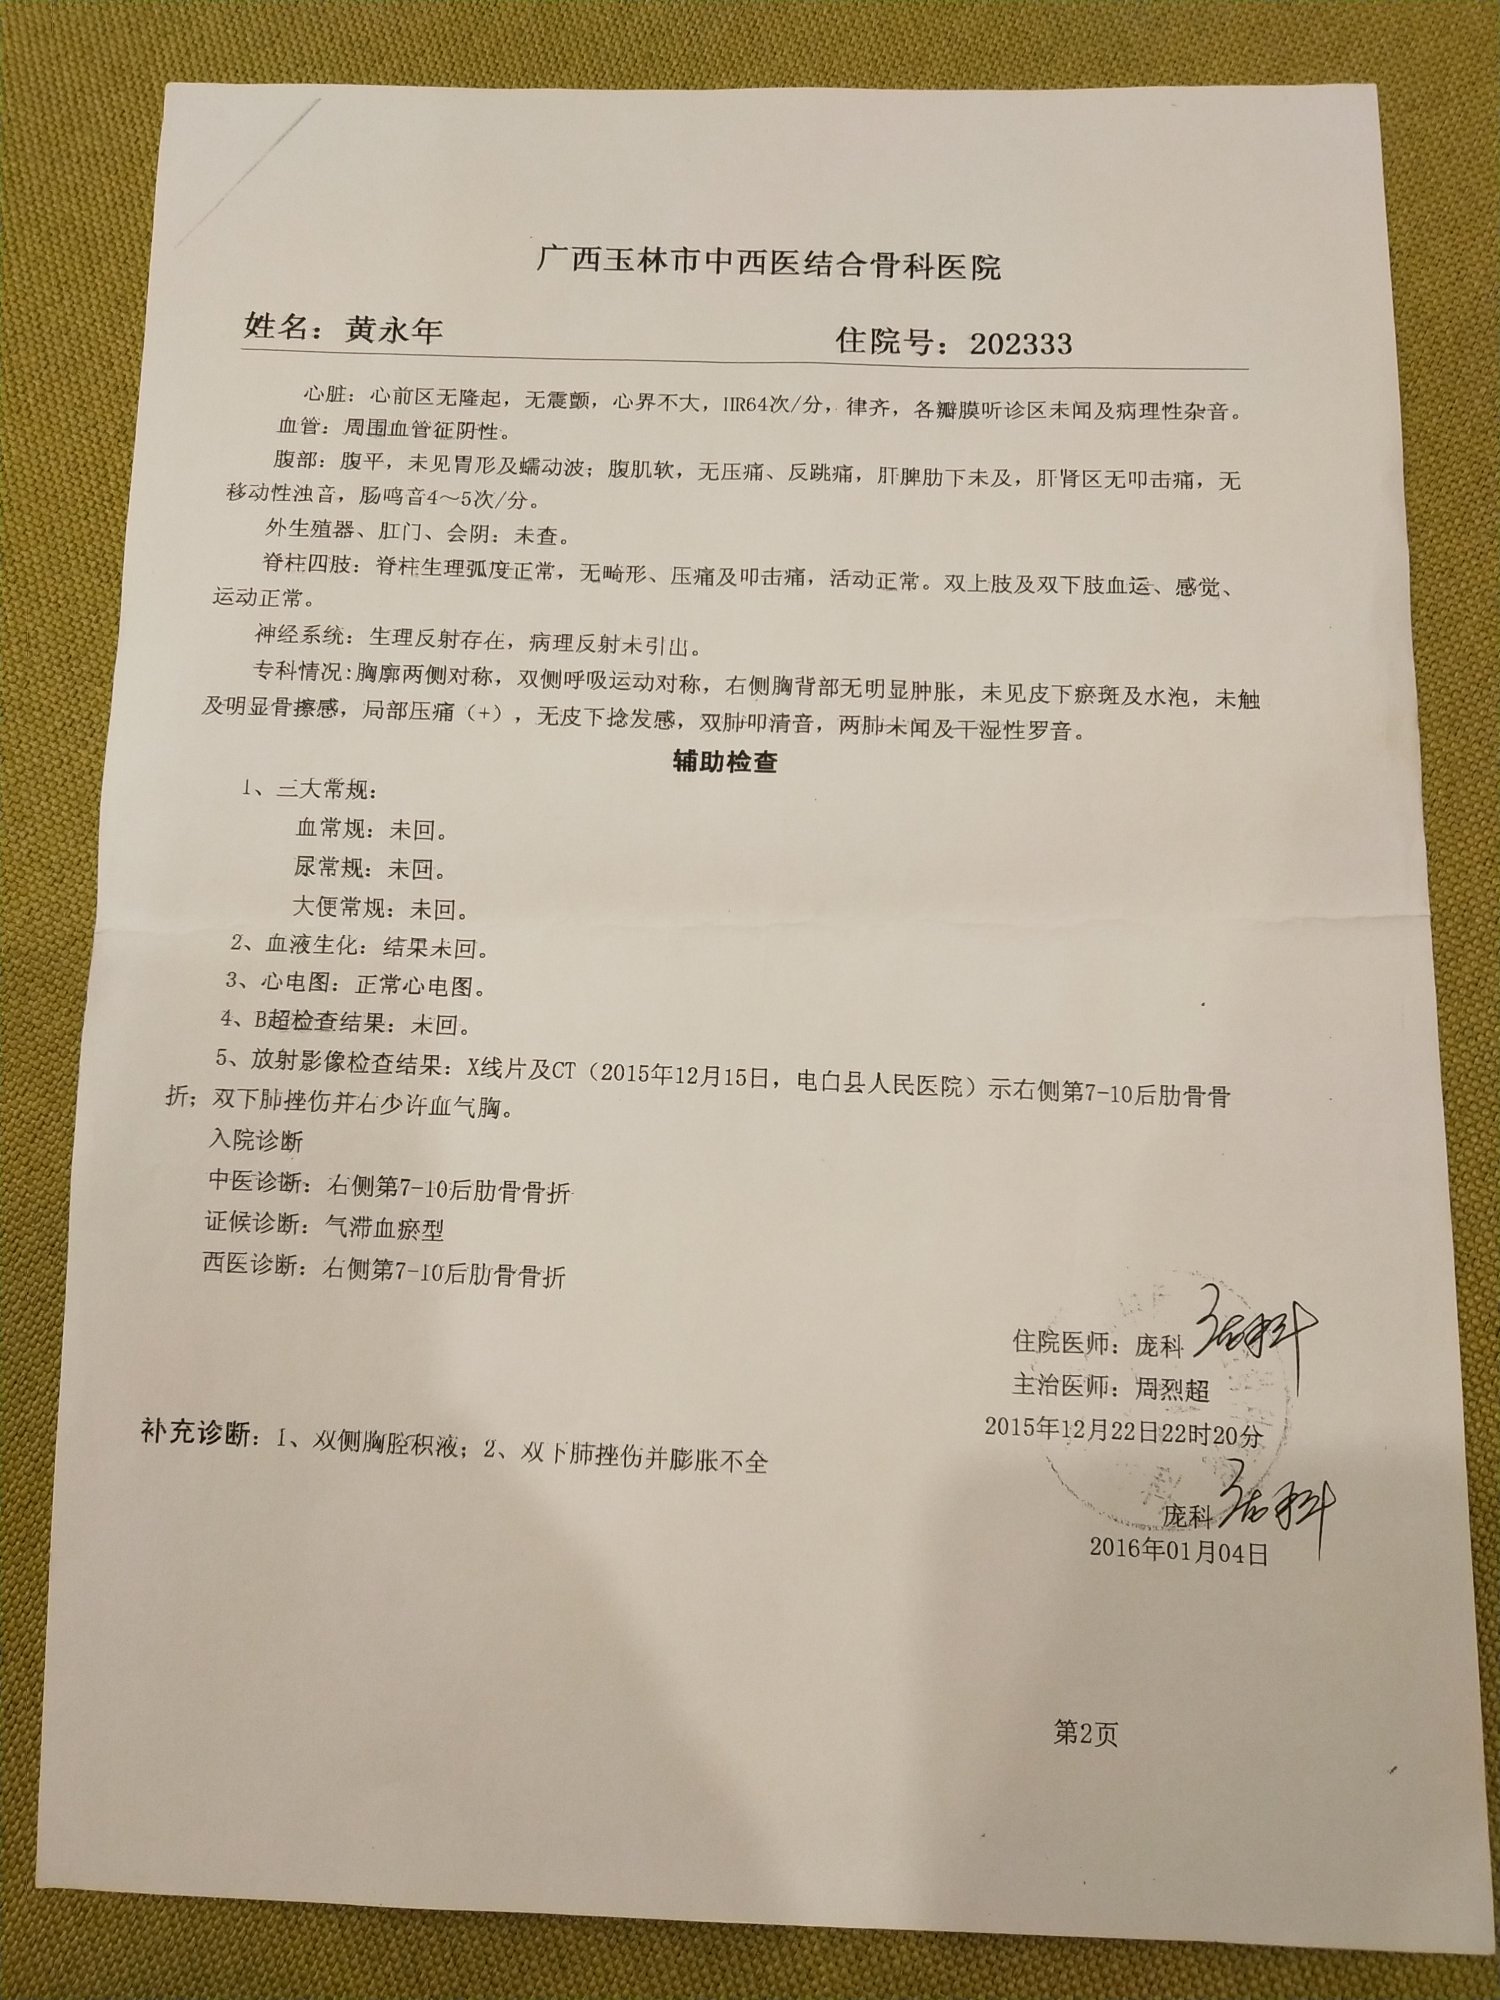 广西玉林市中西医结合骨科医院
姓名：黄永年 住院号：202333
心脏：心前区无隆起，无震颤，心界不大，HR64次/分，律齐，各瓣膜听诊区未闻及病理性杂音。
血管：周围血管征阴性。
腹部：腹平，未见胃形及蠕动波；腹肌软，无压痛、反跳痛，肝脾肋下未及，肝肾区无叩击痛，无
移动性浊音，肠鸣音4～5次/分。
外生殖器、肛门、会阴：未查。
脊柱四肢：脊柱生理弧度正常，无畸形、压痛及叩击痛，活动正常。双上肢及双下肢血运、感觉、
运动正常。
神经系统：生理反射存在，病理反射未引出。
专科情况:胸廓两侧对称，双侧呼吸运动对称，右侧胸背部无明显肿胀，未见皮下瘀斑及水泡，未触
及明显骨擦感，局部压痛（+），无皮下捻发感，双肺叩清音，两肺未闻及干湿性罗音。
辅助检查
1、三大常规：
血常规：未回。
尿常规：未回。
大便常规：未回。
2、血液生化：结果未回。
3、心电图：正常心电图。
4、B超检查结果：未回。
5、放射影像检查结果：X线片及CT（2015年12月15日，电白县人民医院）示右侧第7-10后肋骨骨
折；双下肺挫伤并右少许血气胸。
入院诊断
中医诊断：右侧第7-10后肋骨骨折
证候诊断：气滞血瘀型
西医诊断：右侧第7-10后肋骨骨折
住院医师：庞科 庞科
主治医师：周烈超
2015年12月22日22时20分
补充诊断：1、双侧胸腔积液；2、双下肺挫伤并膨胀不全
庞科 庞科
2016年01月04日
第2页